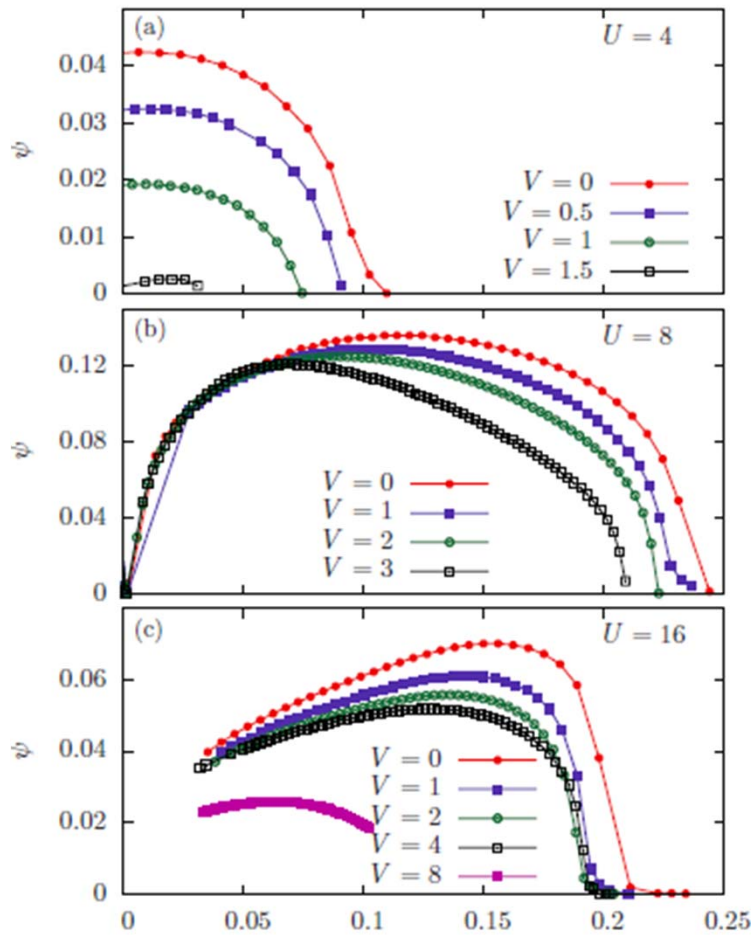 (a)
U = 4
0.04
0.03
0.02
0.01
0
ψ
V = 0
V = 0.5
V = 1
V = 1.5
(b)
U = 8
0.12
0.08
0.04
0
ψ
V = 0
V = 1
V = 2
V = 3
(c)
U = 16
0.06
0.04
0.02
0
ψ
V = 0
V = 1
V = 2
V = 4
V = 8
0 0.05 0.1 0.15 0.2 0.25